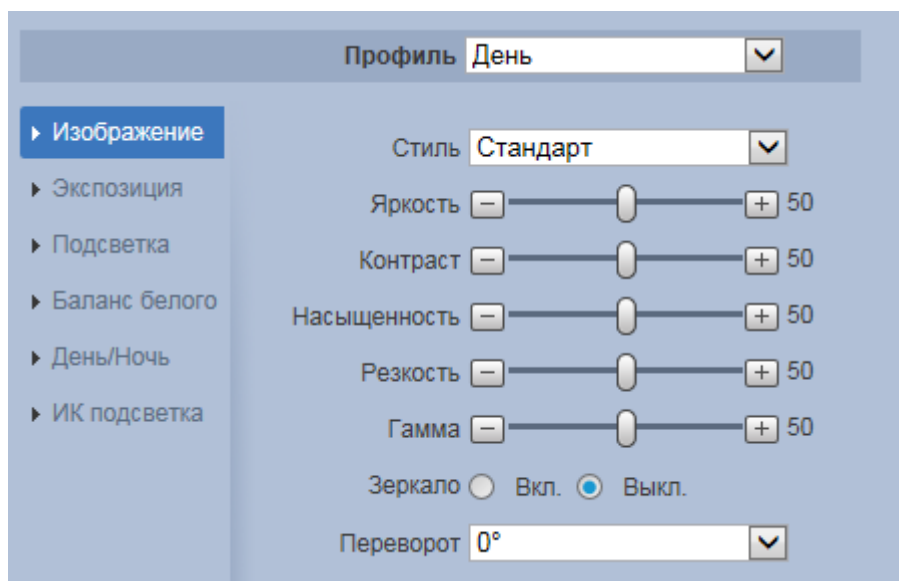 Профиль День
Изображение
Экспозиция
Подсветка
Баланс белого
День/Ночь
ИК подсветка
Стиль Стандарт
Яркость 50
Контраст 50
Насыщенность 50
Резкость 50
Гамма 50
Зеркало Вкл. Выкл.
Переворот 0°